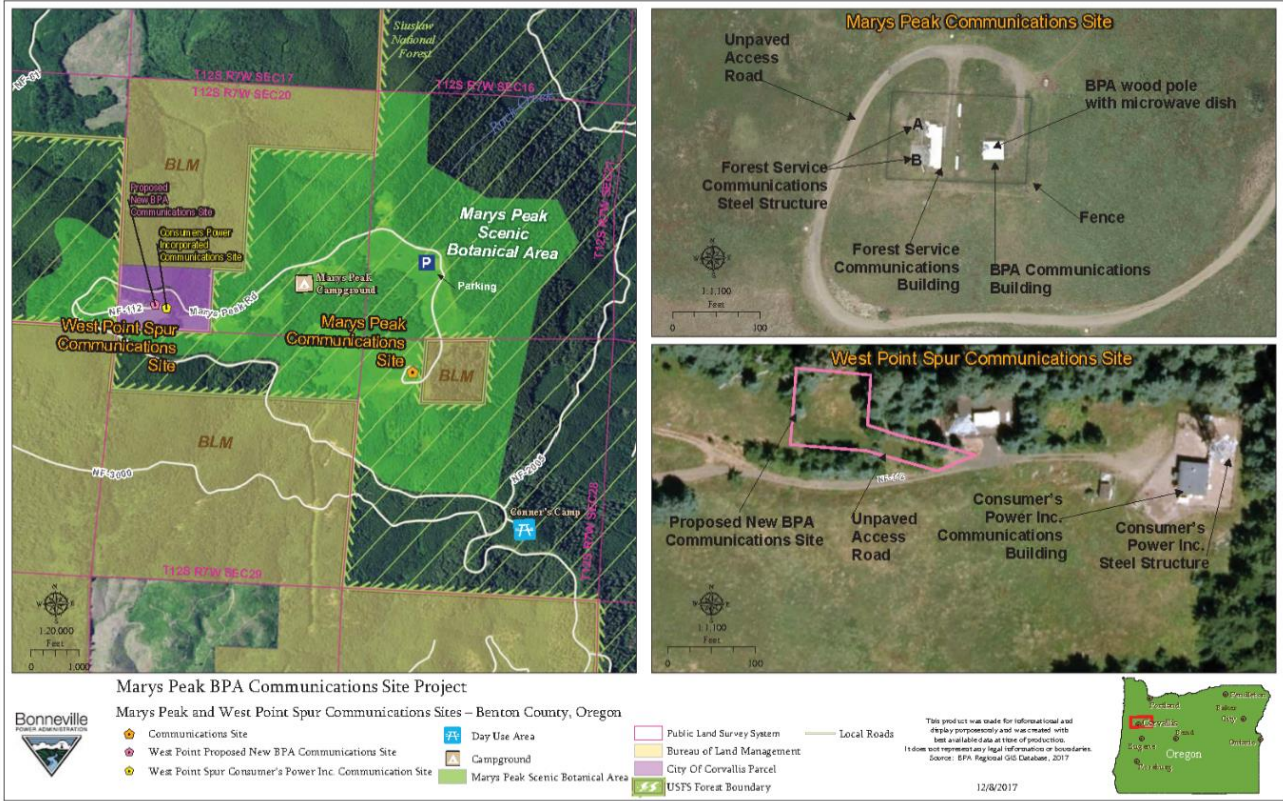 Siuslaw
National
Forest
NF-81
T12S R7W SEC17
T12S R7W SEC20
T12S R7W SEC16
T12S R7W SEC21
BLM
Proposed
New BPA
Communications Site
Consumers Power
Incorporated
Communications Site
Marys Peak
Scenic
Botanical Area
P
Parking
Marys Peak
Campground
NF-112
Marys Peak Rd
West Point Spur
Communications
Site
Marys Peak
Communications
Site
BLM
BLM
NF-3000
NF-2005
Conner's Camp
T12S R7W SEC28
T12S R7W SEC29
N
W E
S
1:20,000
Feet
0 1,000
Marys Peak Communications Site
Unpaved
Access
Road
BPA wood pole
with microwave dish
A
B
Forest Service
Communications
Steel Structure
Fence
Forest Service
Communications
Building
BPA Communications
Building
N
W E
S
1:1,100
Feet
0 100
West Point Spur Communications Site
Proposed New BPA
Communications Site
Unpaved
Access
Road
Consumer's
Power Inc.
Communications
Building
Consumer's
Power Inc.
Steel Structure
N
W E
S
1:1,100
Feet
0 100
Marys Peak BPA Communications Site Project
Marys Peak and West Point Spur Communications Sites – Benton County, Oregon
Bonneville
POWER ADMINISTRATION
Communications Site
West Point Proposed New BPA Communications Site
West Point Spur Consumer's Power Inc. Communication Site
Day Use Area
Campground
Marys Peak Scenic Botanical Area
Public Land Survey System
Bureau of Land Management
City Of Corvallis Parcel
USFS Forest Boundary
Local Roads
This product was made for informational and
display purposes only and was created with
best available data at time of production.
It does not represent any legal information or boundaries.
Source: BPA Regional GIS Database, 2017
12/8/2017
Portland
Pendleton
Baker
City
Corvallis
Bend
Eugene
Ontario
Oregon
Roseburg